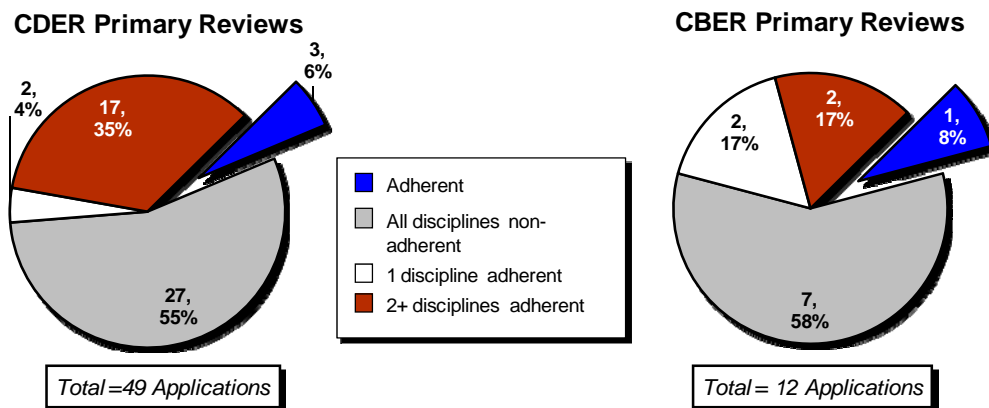 CDER Primary Reviews
3,
6%
2,
4%
17,
35%
27,
55%
Total=49 Applications
Adherent
All disciplines non-
adherent
1 discipline adherent
2+ disciplines adherent
CBER Primary Reviews
2,
17%
2,
17%
1,
8%
7,
58%
Total= 12 Applications